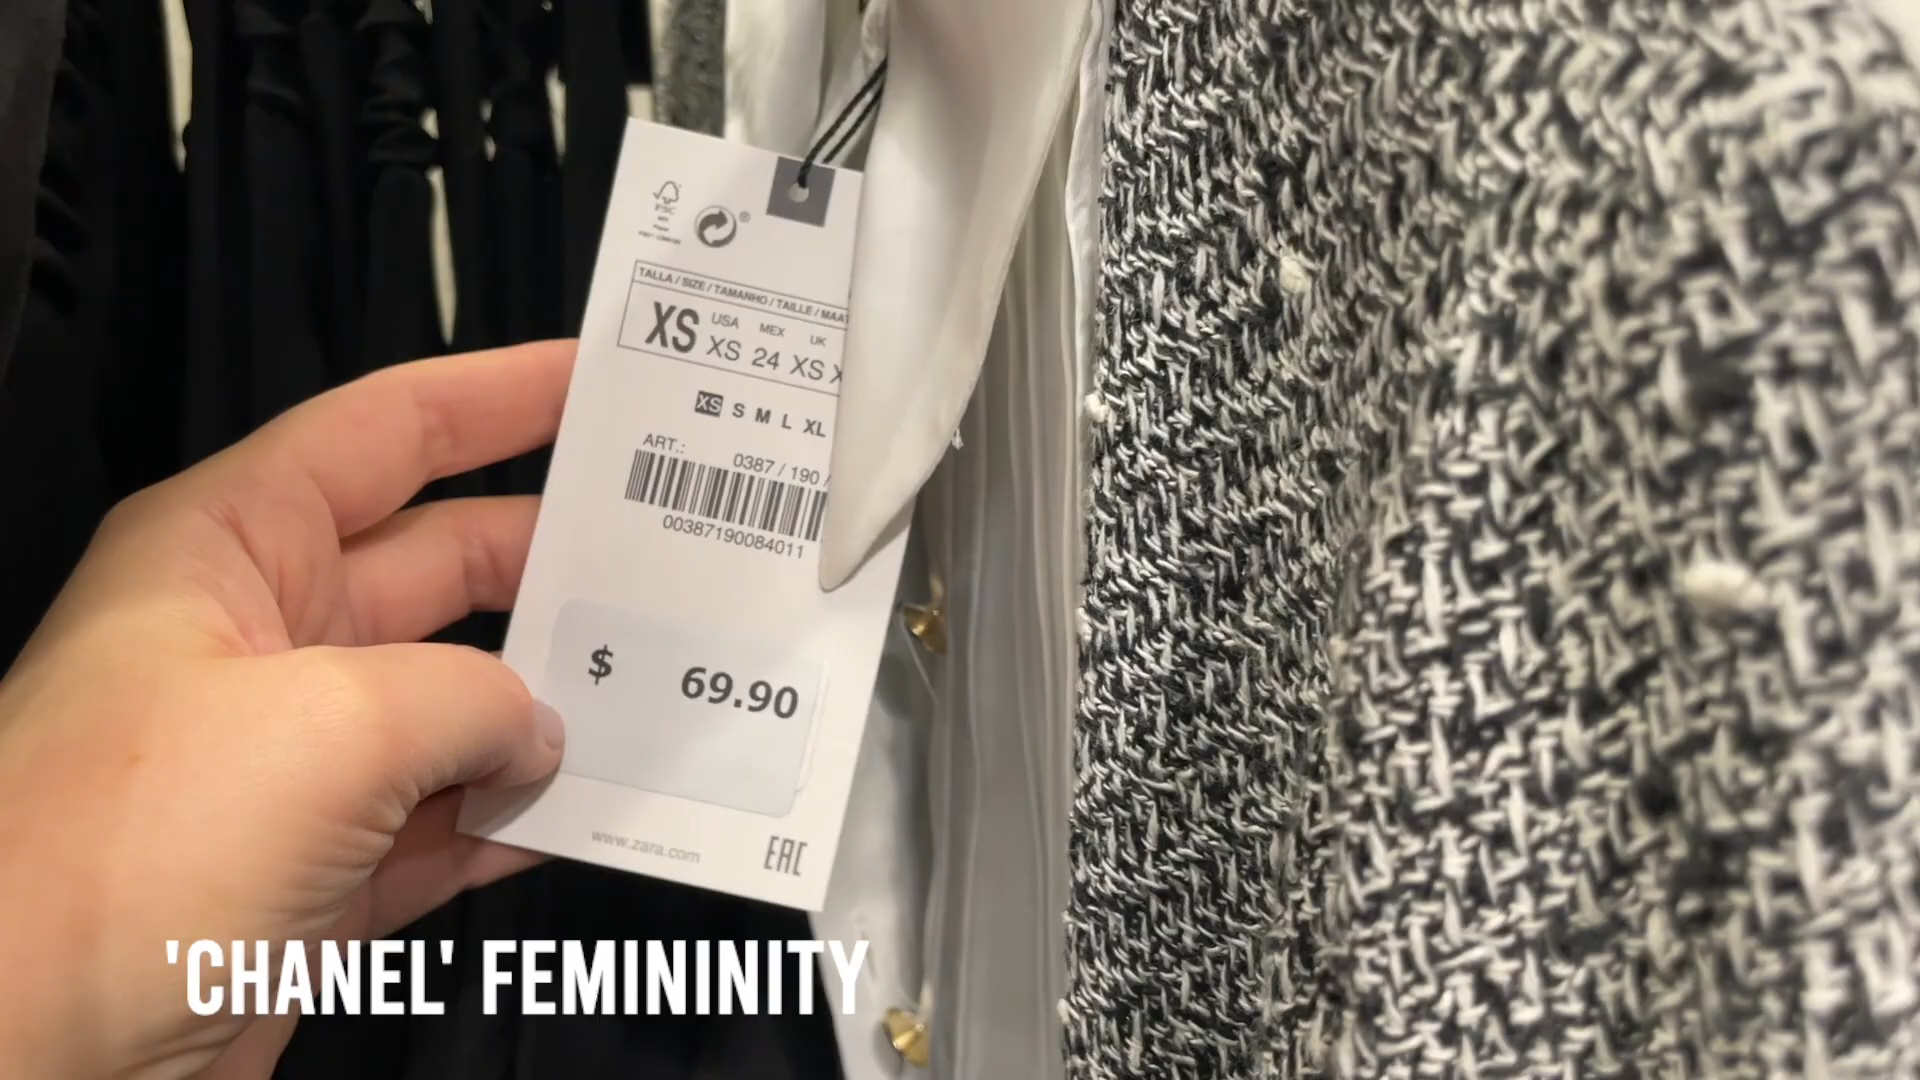 FSC
®
TALLA / SIZE / TAMANHO / TAILLE / MAAT
XS USA MEX UK
XS 24 XS X
XS S M L XL
ART.:
0387 / 190 /
00387190084011
$ 69.90
www.zara.com
EAC
'CHANEL' FEMININITY